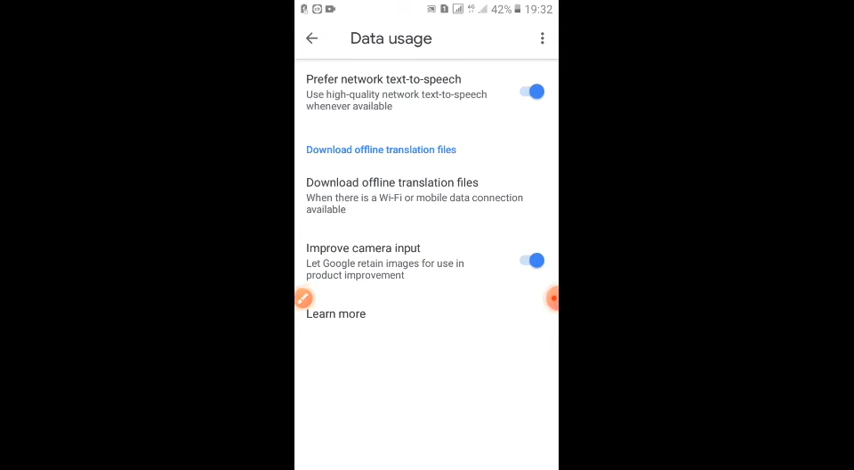 42% 19:32
Data usage
Prefer network text-to-speech
Use high-quality network text-to-speech
whenever available
Download offline translation files
Download offline translation files
When there is a Wi-Fi or mobile data connection
available
Improve camera input
Let Google retain images for use in
product improvement
Learn more